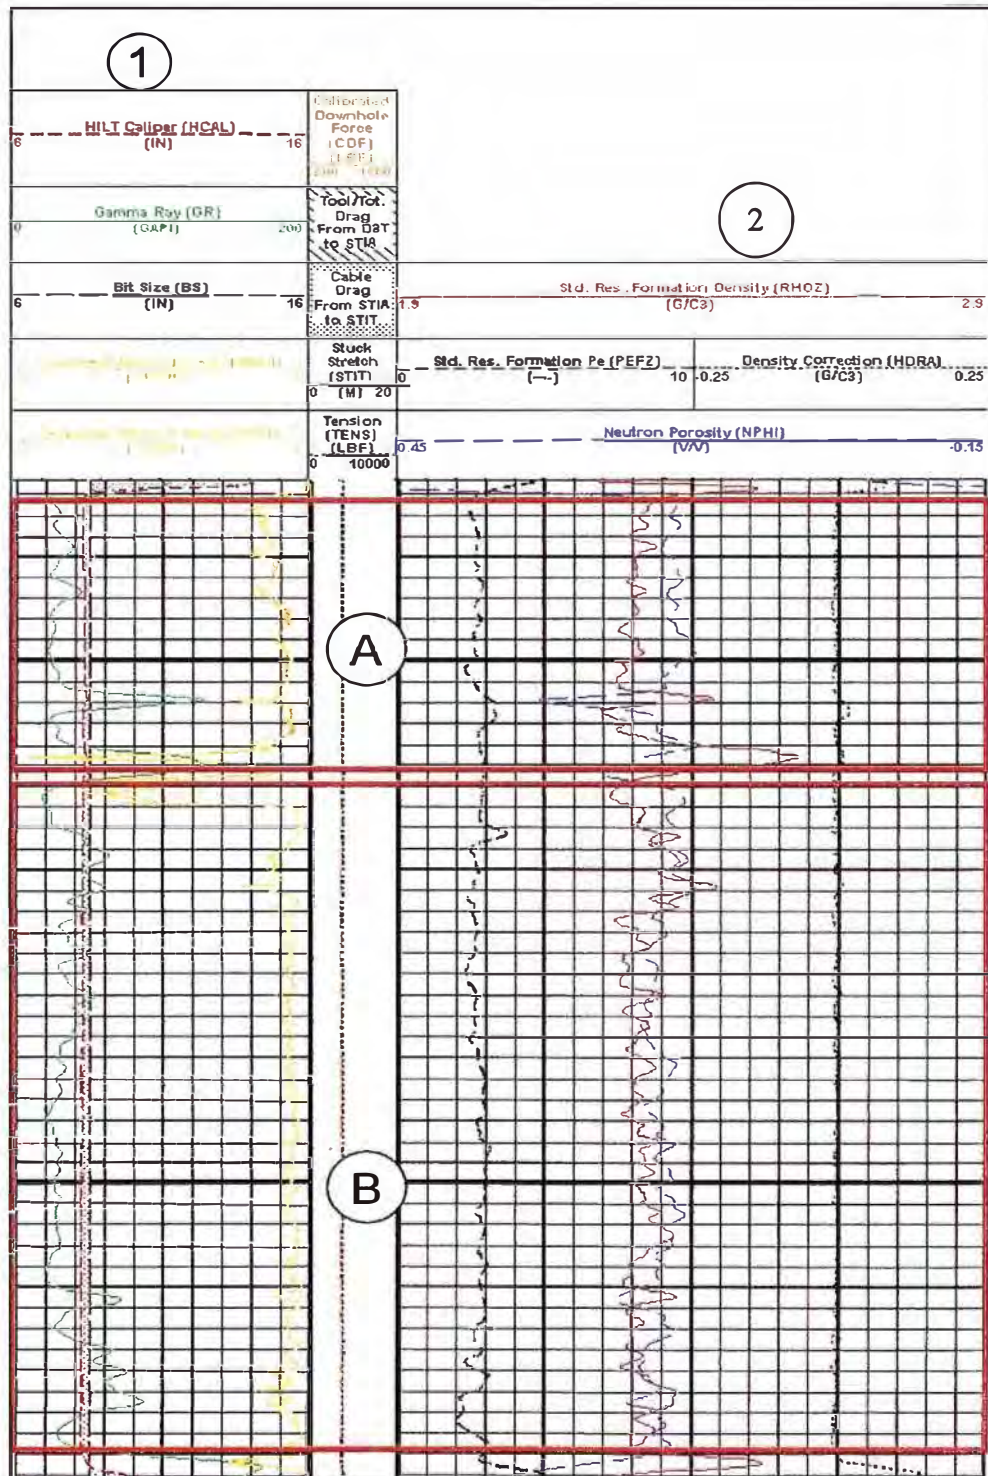 1
HILT Caliper (HCAL)
6 (IN) 16
Calibrated
Downhole
Force
(CDF)
Gamma Ray (GR)
0 (GAPI) 200
Tool/Tot.
Drag
From D3T
to STIA
2
Bit Size (BS)
6 (IN) 16
Cable
Drag
From STIA
to STIT
Std. Res. Formation Density (RHOZ)
1.9 (G/C3) 2.9
Stuck
Stretch
(STIT)
0 (M) 20
Std. Res. Formation Pe (PEFZ)
0 (---) 10
Density Correction (HDRA)
-0.25 (G/C3) 0.25
Tension
(TENS)
(LBF)
0 10000
Neutron Porosity (NPHI)
0.45 (V/V) -0.15
A
B